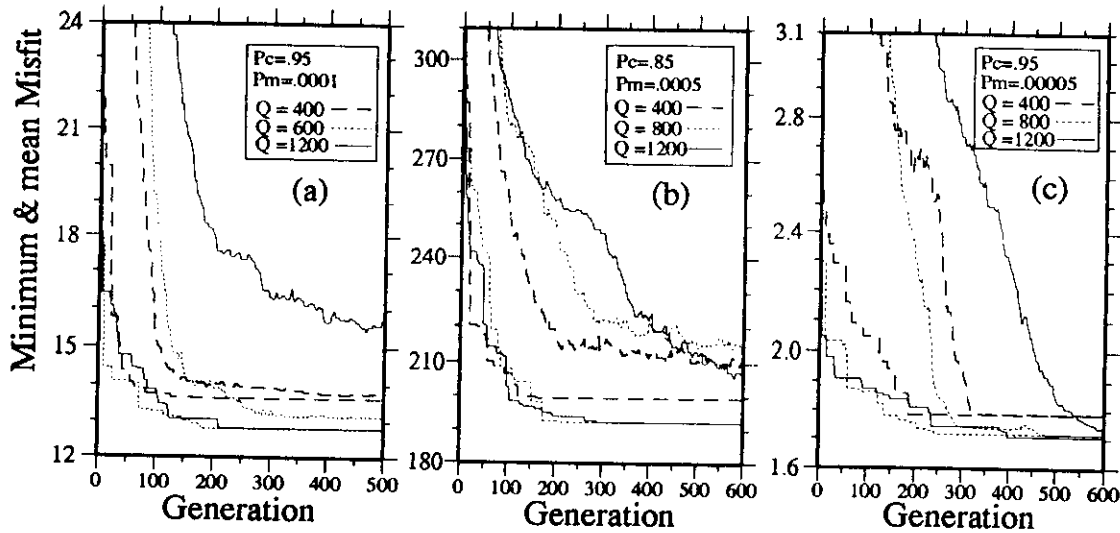 Minimum & mean Misfit
24
21
18
15
12
0 100 200 300 400 500
Generation
Pc=.95
Pm=.0001
Q = 400
Q = 600
Q = 1200
(a)
300
270
240
210
180
0 100 200 300 400 500 600
Generation
Pc=.85
Pm=.0005
Q = 400
Q = 800
Q = 1200
(b)
3.1
2.8
2.4
2.0
1.6
0 100 200 300 400 500 600
Generation
Pc=.95
Pm=.00005
Q = 400
Q = 800
Q = 1200
(c)